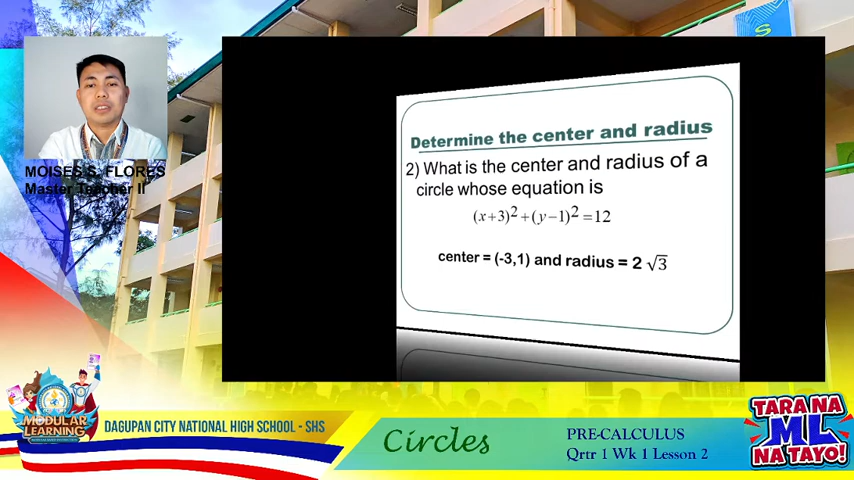 MOISES S. FLORES
Master Teacher II
Determine the center and radius
2) What is the center and radius of a
circle whose equation is
(x+3)² +(y−1)² =12
center = (-3,1) and radius = 2 √3
MODULAR
LEARNING
DAGUPAN CITY NATIONAL HIGH SCHOOL - SHS
Circles
PRE-CALCULUS
Qrtr 1 Wk 1 Lesson 2
TARA NA
ML
NA TAYO!